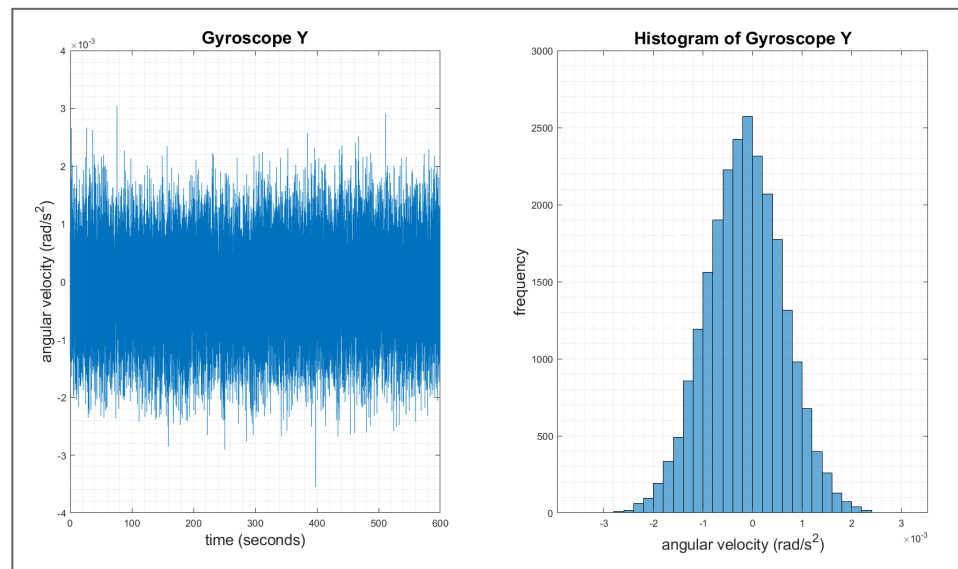 Gyroscope Y
×10⁻³
4
3
2
1
0
-1
-2
-3
-4
angular velocity (rad/s²)
0 100 200 300 400 500 600
time (seconds)
Histogram of Gyroscope Y
3000
2500
2000
1500
1000
500
0
frequency
-3 -2 -1 0 1 2 3
×10⁻³
angular velocity (rad/s²)